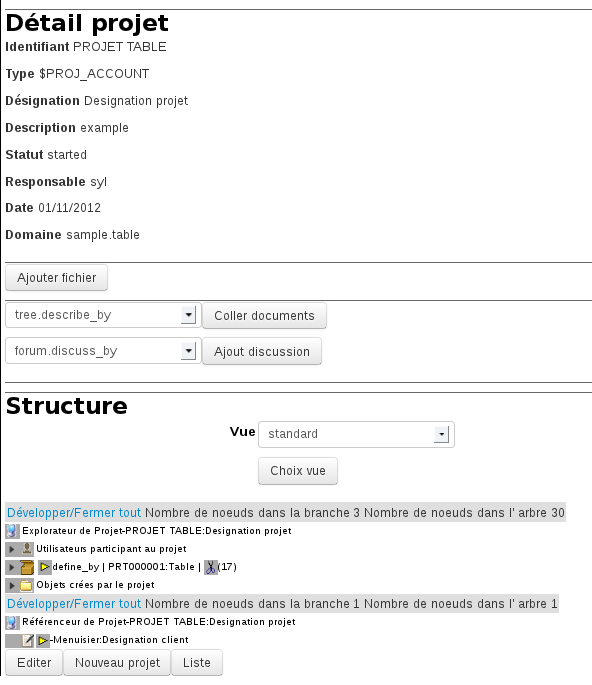 Détail projet
Identifiant PROJET TABLE
Type $PROJ_ACCOUNT
Désignation Designation projet
Description example
Statut started
Responsable syl
Date 01/11/2012
Domaine sample.table
Ajouter fichier
tree.describe_by Coller documents
forum.discuss_by Ajout discussion
Structure
Vue standard
Choix vue
Développer/Fermer tout Nombre de noeuds dans la branche 3 Nombre de noeuds dans l' arbre 30
Explorateur de Projet-PROJET TABLE:Designation projet
Utilisateurs participant au projet
define_by | PRT000001:Table | (17)
Objets crées par le projet
Développer/Fermer tout Nombre de noeuds dans la branche 1 Nombre de noeuds dans l' arbre 1
Référenceur de Projet-PROJET TABLE:Designation projet
-Menuisier:Designation client
Editer Nouveau projet Liste